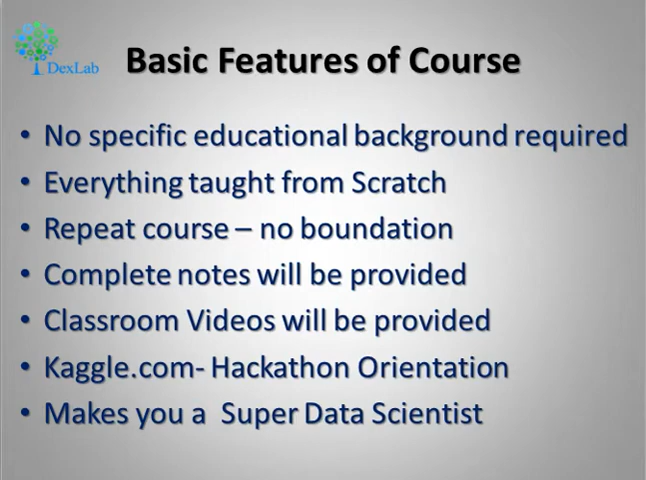 DexLab
Basic Features of Course
• No specific educational background required
• Everything taught from Scratch
• Repeat course – no boundation
• Complete notes will be provided
• Classroom Videos will be provided
• Kaggle.com- Hackathon Orientation
• Makes you a  Super Data Scientist